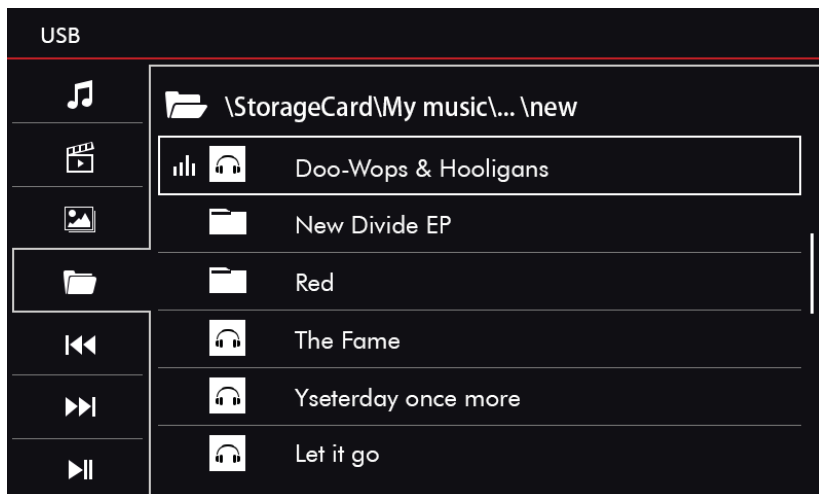 USB
\StorageCard\My music\... \new
Doo-Wops & Hooligans
New Divide EP
Red
The Fame
Yseterday once more
Let it go